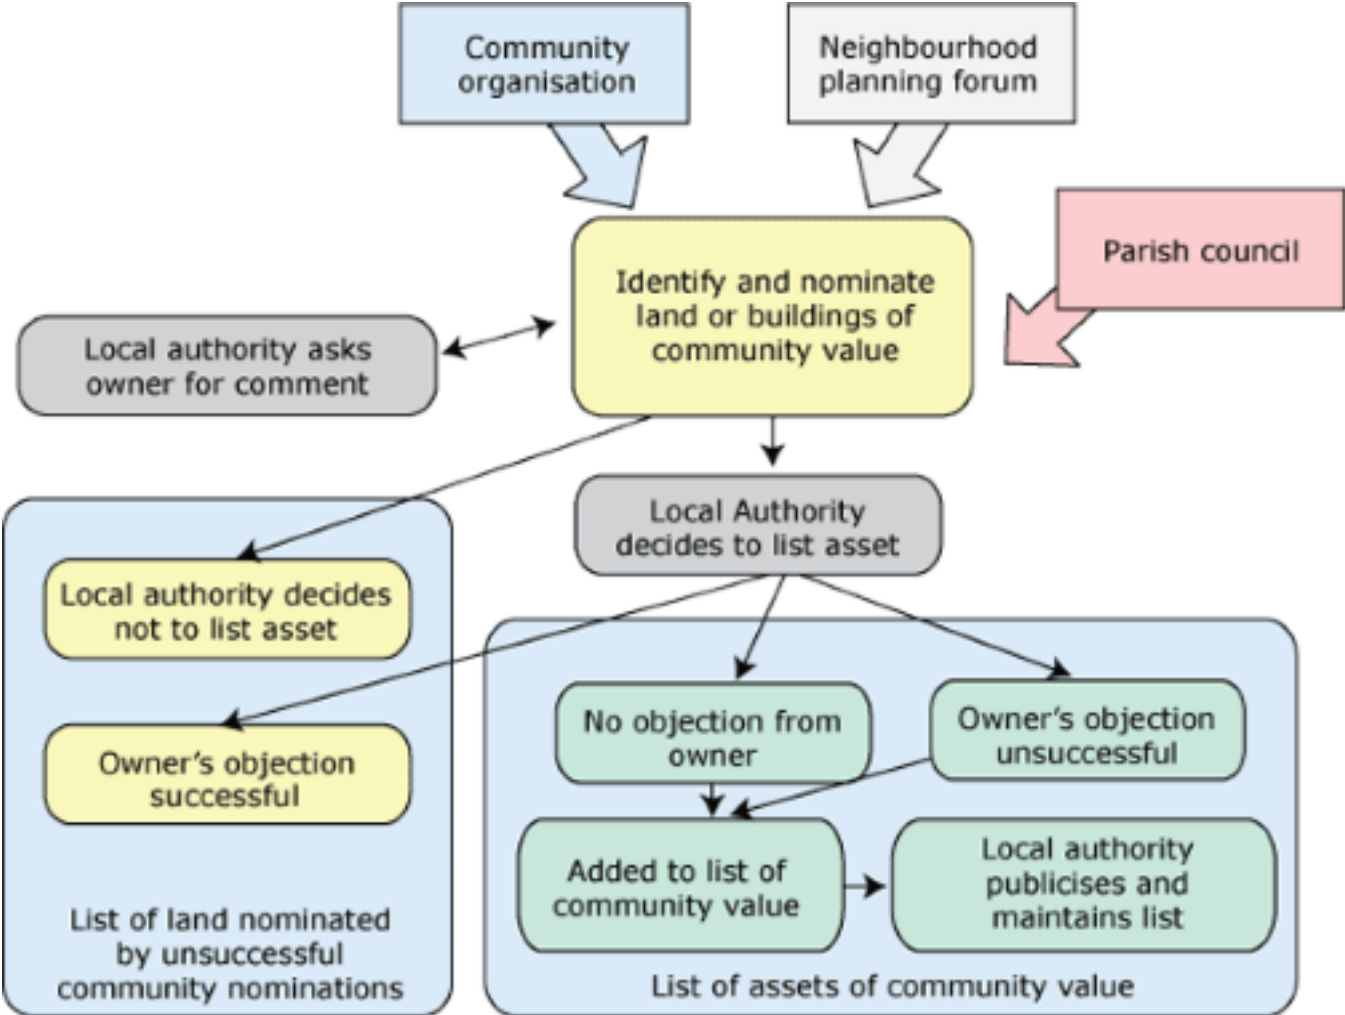 Community
organisation
Neighbourhood
planning forum
Parish council
Identify and nominate
land or buildings of
community value
Local authority asks
owner for comment
Local Authority
decides to list asset
Local authority decides
not to list asset
Owner's objection
successful
List of land nominated
by unsuccessful
community nominations
No objection from
owner
Owner's objection
unsuccessful
Added to list of
community value
Local authority
publicises and
maintains list
List of assets of community value